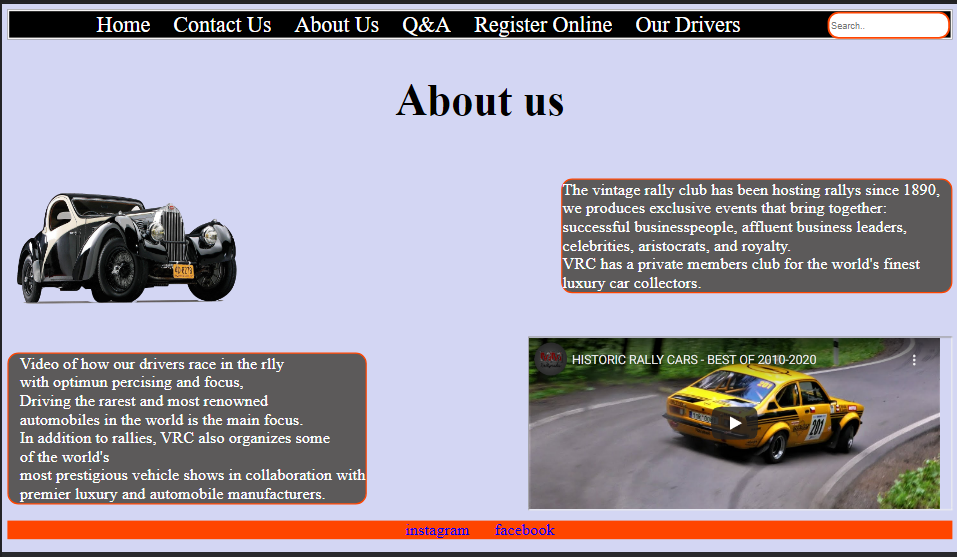 Home Contact Us About Us Q&A Register Online Our Drivers Search..
About us
The vintage rally club has been hosting rallys since 1890,
we produces exclusive events that bring together:
successful businesspeople, affluent business leaders,
celebrities, aristocrats, and royalty.
VRC has a private members club for the world's finest
luxury car collectors.
HISTORIC RALLY CARS - BEST OF 2010-2020
201
Video of how our drivers race in the rlly
with optimun percising and focus,
Driving the rarest and most renowned
automobiles in the world is the main focus.
In addition to rallies, VRC also organizes some
of the world's
most prestigious vehicle shows in collaboration with
premier luxury and automobile manufacturers.
instagram facebook